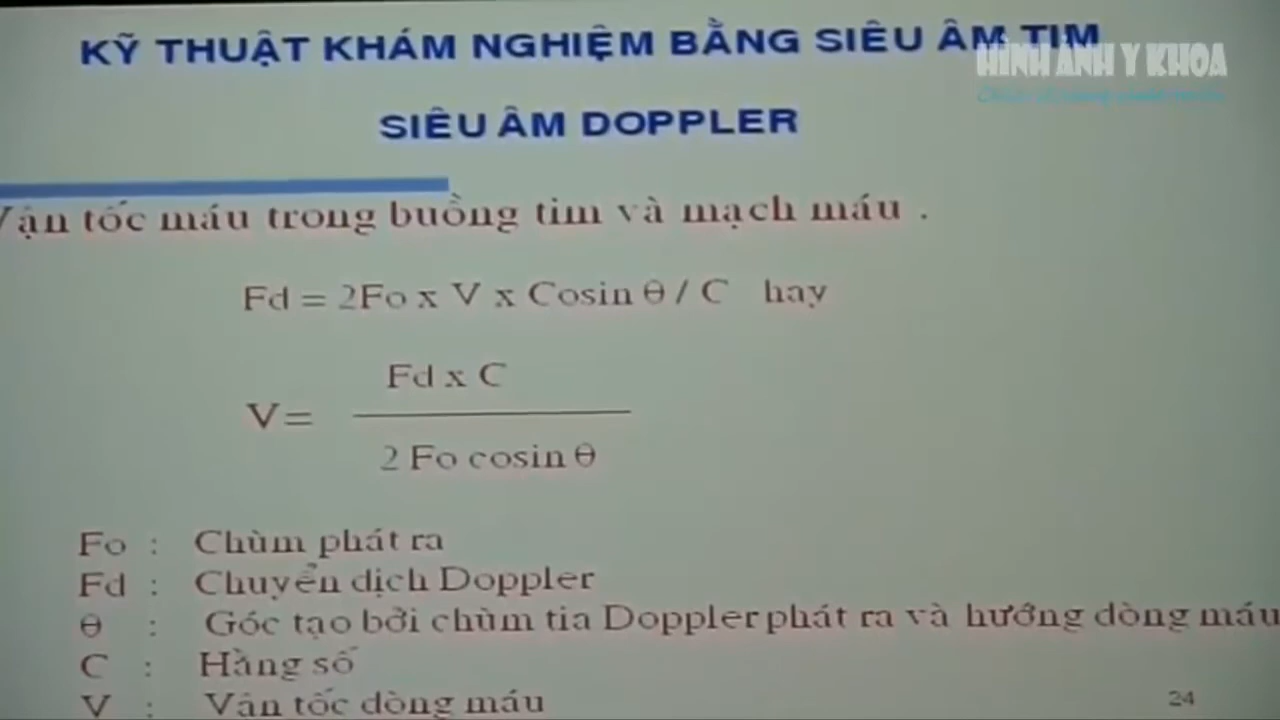 KỸ THUẬT KHÁM NGHIỆM BẰNG SIÊU ÂM TIM
HÌNH ẢNH Y KHOA
SIÊU ÂM DOPPLER
Vận tốc máu trong buồng tim và mạch máu .
Fd = 2Fo x V x Cosin θ / C hay
Fd x C
V=
2 Fo cosin θ
Fo : Chùm phát ra
Fd : Chuyển dịch Doppler
θ : Góc tạo bởi chùm tia Doppler phát ra và hướng dòng máu
C : Hằng số
V : Vận tốc dòng máu
24